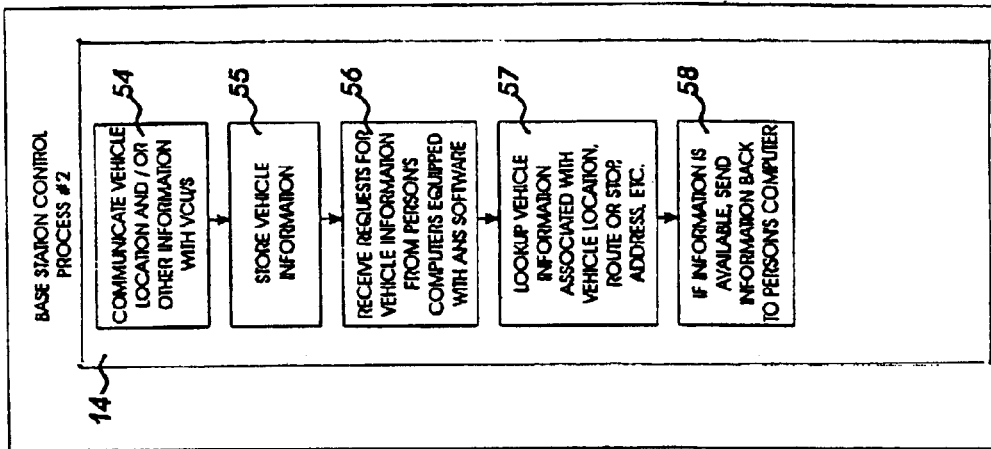 BASE STATION CONTROL
PROCESS #2
14
54
COMMUNICATE VEHICLE
LOCATION AND / OR
OTHER INFORMATION
WITH VCU/S
55
STORE VEHICLE
INFORMATION
56
RECEIVE REQUESTS FOR
VEHICLE INFORMATION
FROM PERSON'S
COMPUTERS EQUIPPED
WITH ANS SOFTWARE
57
LOOKUP VEHICLE
INFORMATION
ASSOCIATED WITH
VEHICLE LOCATION,
ROUTE OR STOP,
ADDRESS, ETC.
58
IF INFORMATION IS
AVAILABLE, SEND
INFORMATION BACK
TO PERSON'S COMPUTER